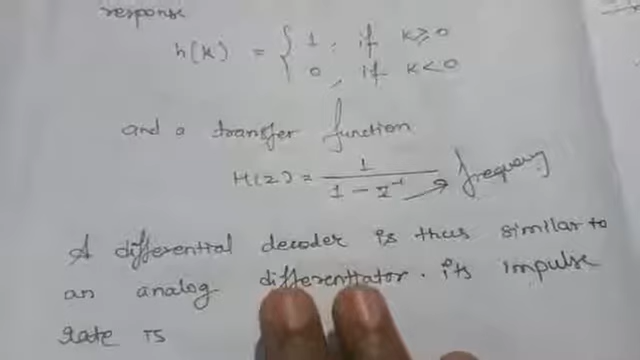 response
h(k) = { 1, if k ≥ 0
0, if k < 0
and a transfer function
H(z) = 1 / 1 - z⁻¹ → frequency
A differential decoder is thus similar to
an analog differentiator. its impulse
rate is